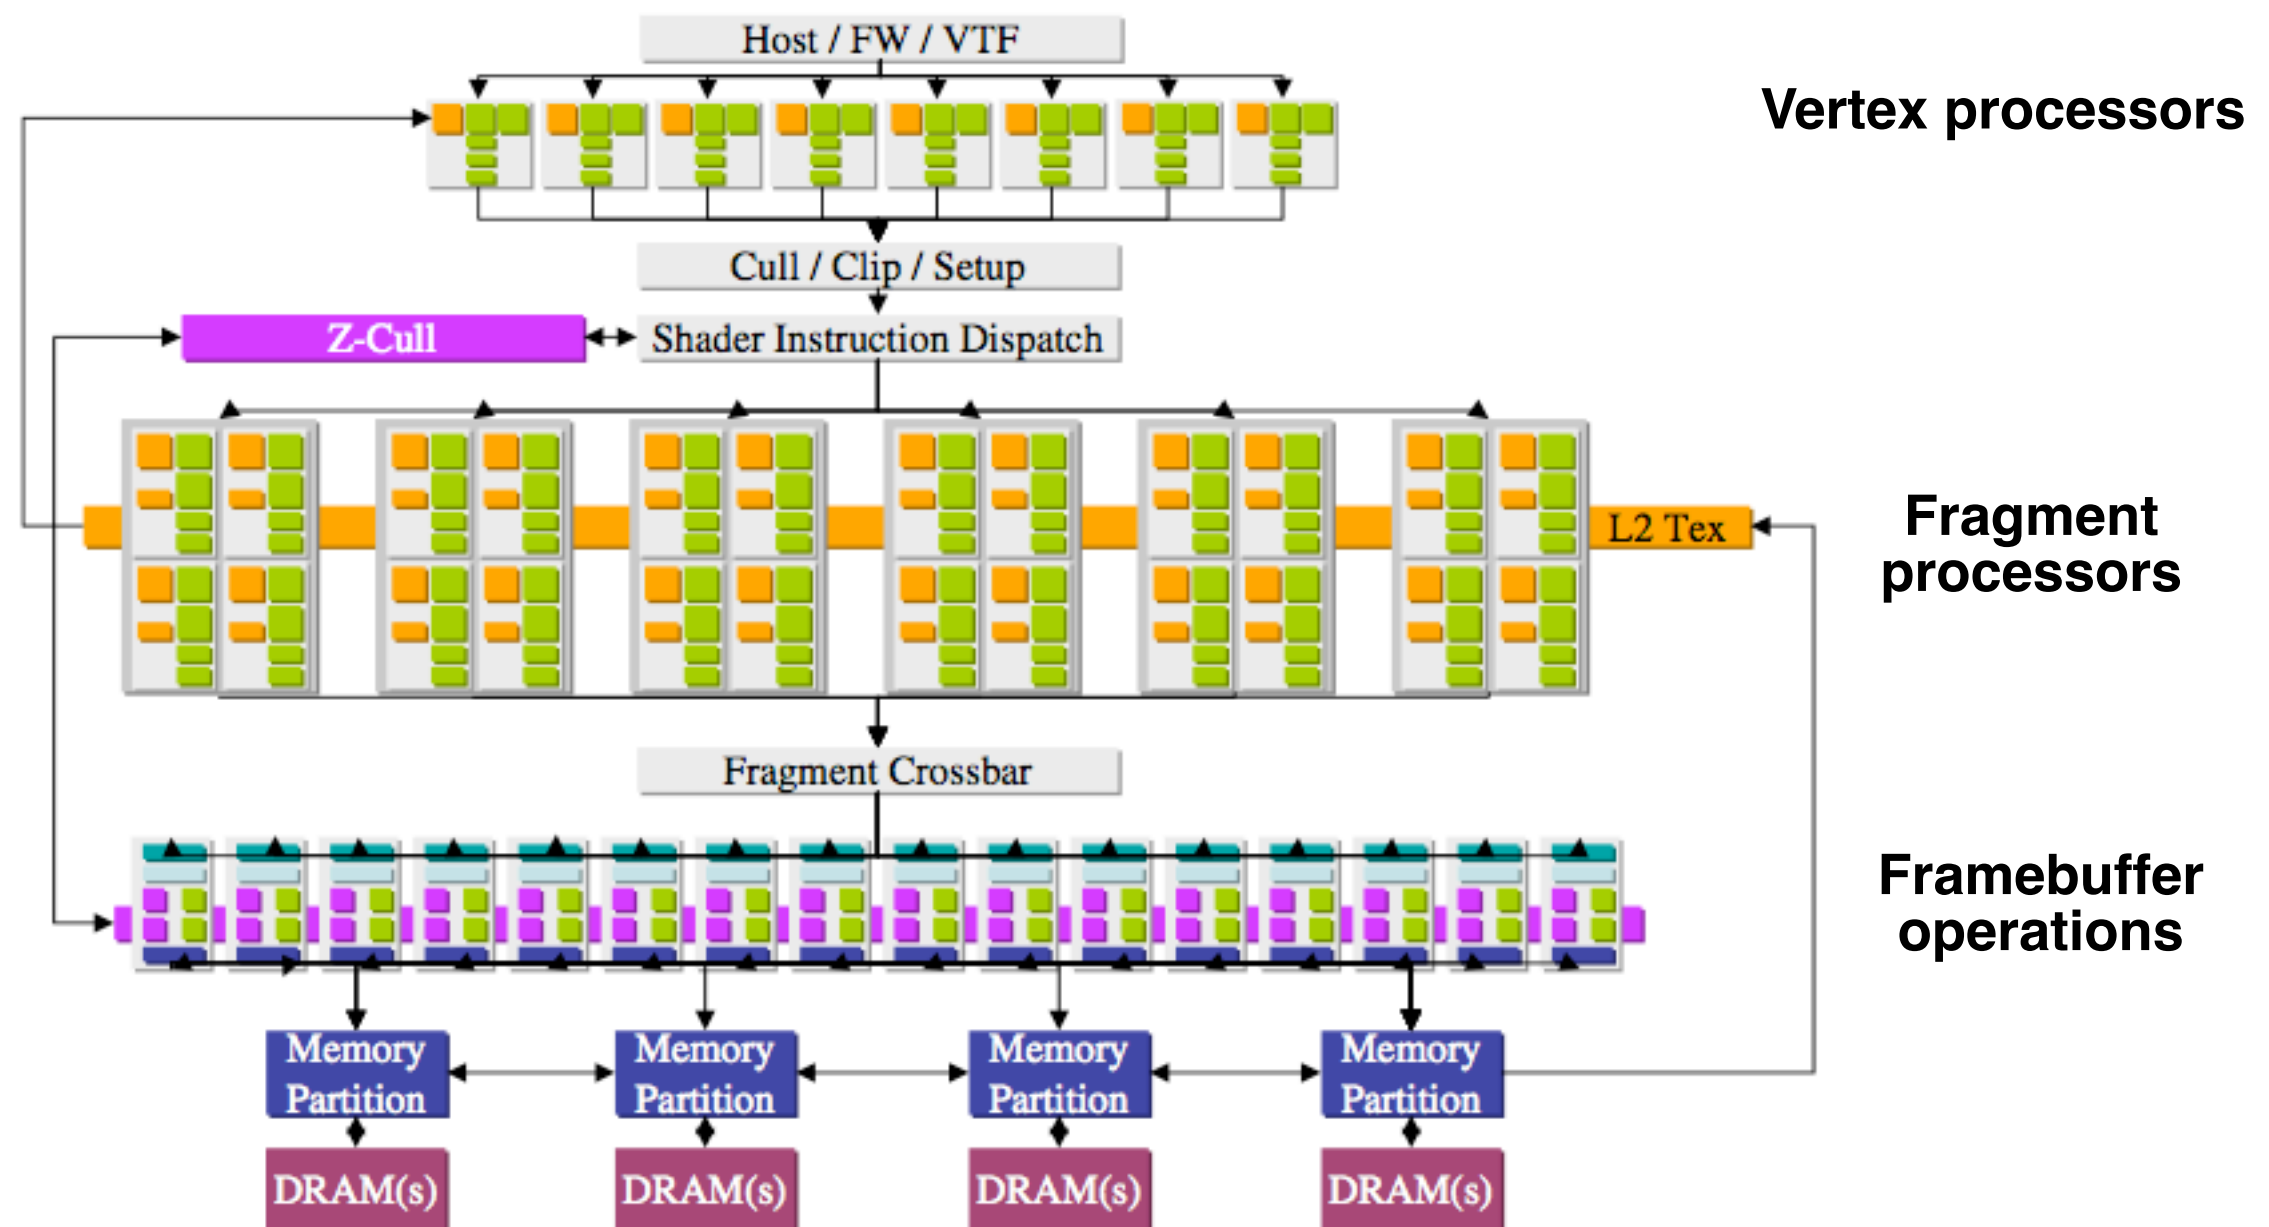 Host / FW / VTF
Vertex processors
Cull / Clip / Setup
Z-Cull
Shader Instruction Dispatch
L2 Tex
Fragment
processors
Fragment Crossbar
Framebuffer
operations
Memory
Partition
Memory
Partition
Memory
Partition
Memory
Partition
DRAM(s)
DRAM(s)
DRAM(s)
DRAM(s)